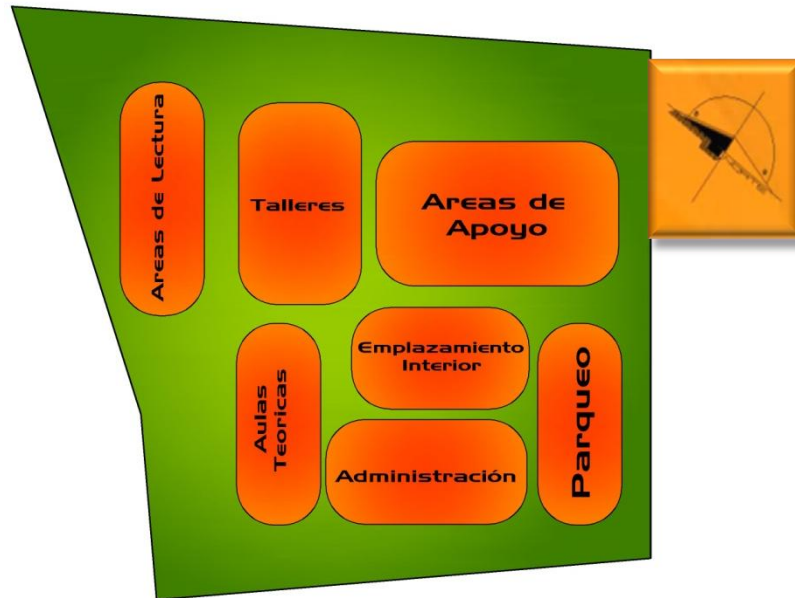 Areas de Lectura
Talleres
Areas de
Apoyo
Emplazamiento
Interior
Aulas
Teoricas
Administración
Parqueo